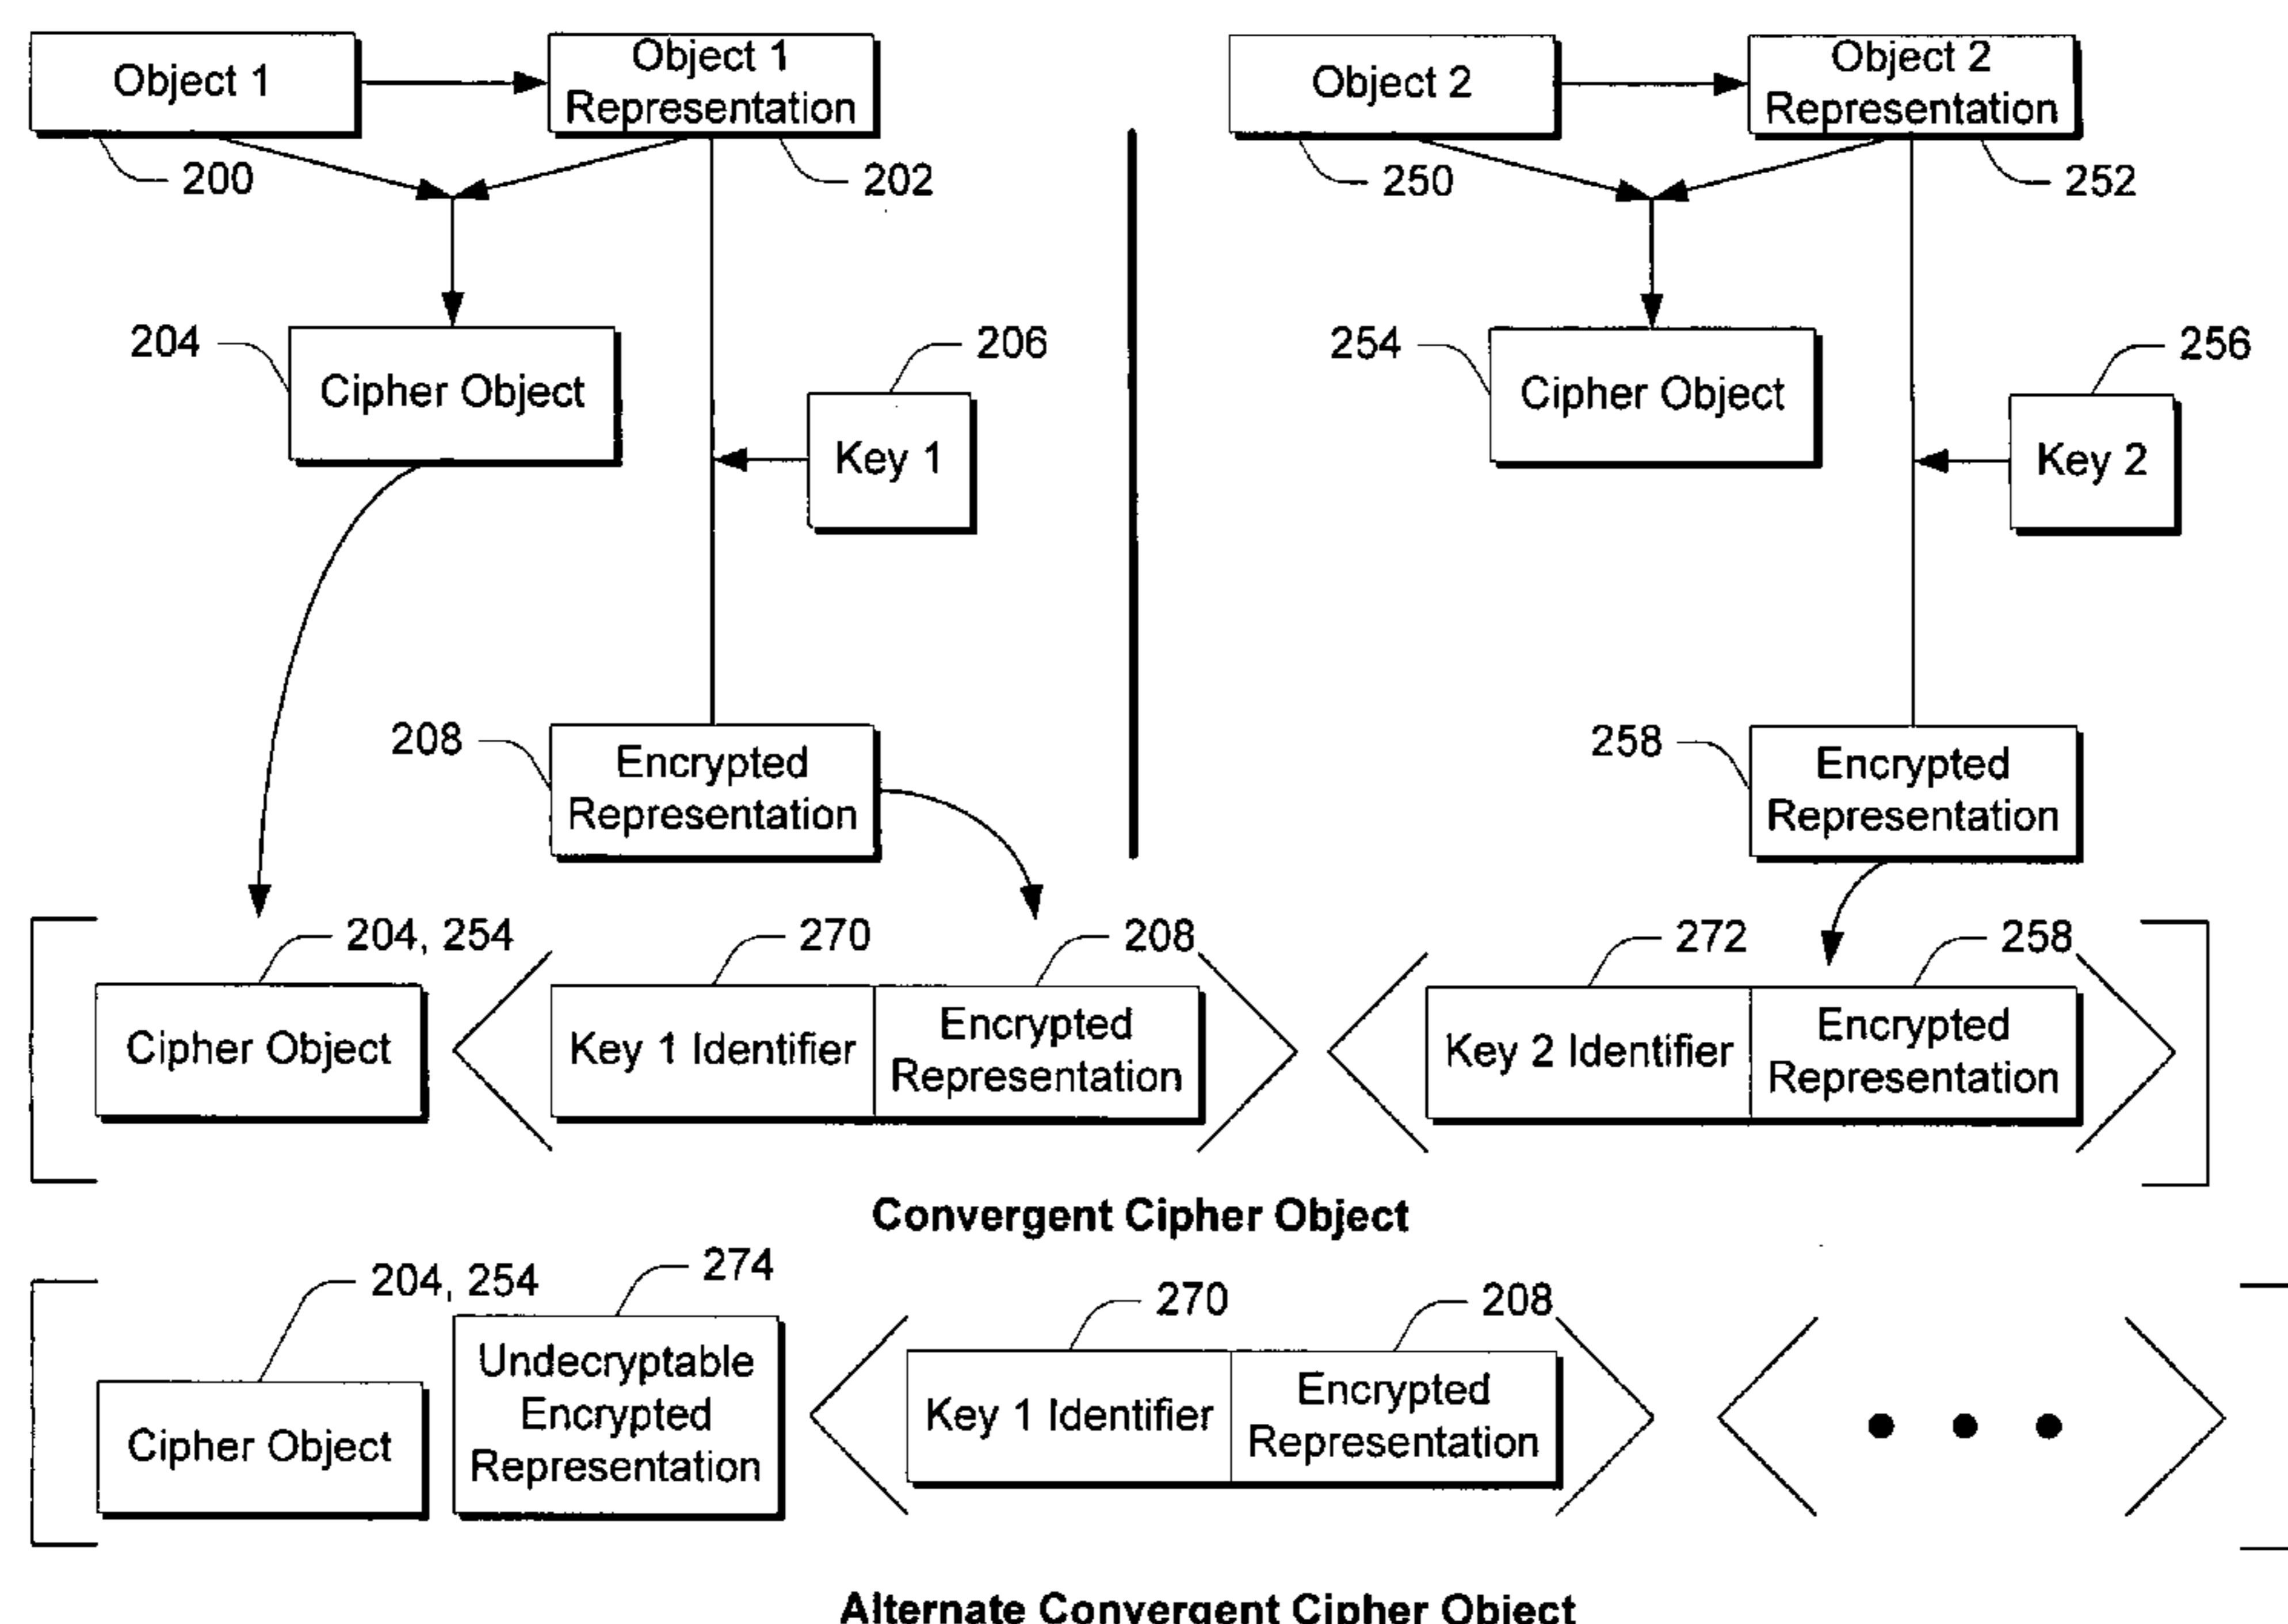 Object 1
Object 1
Representation
Object 2
Object 2
Representation
200
202
250
252
204
Cipher Object
206
Key 1
254
Cipher Object
256
Key 2
208
Encrypted
Representation
258
Encrypted
Representation
204, 254
270
208
272
258
Cipher Object
Key 1 Identifier
Encrypted
Representation
Key 2 Identifier
Encrypted
Representation
Convergent Cipher Object
204, 254
274
270
208
Cipher Object
Undecryptable
Encrypted
Representation
Key 1 Identifier
Encrypted
Representation
Alternate Convergent Cipher Object